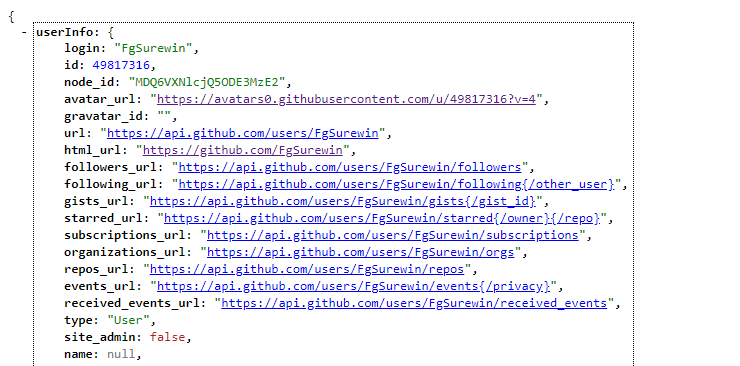 {
- userInfo: {
login: "FgSurewin",
id: 49817316,
node_id: "MDQ6VXNlcjQ5ODE3MzE2",
avatar_url: "https://avatars0.githubusercontent.com/u/49817316?v=4",
gravatar_id: "",
url: "https://api.github.com/users/FgSurewin",
html_url: "https://github.com/FgSurewin",
followers_url: "https://api.github.com/users/FgSurewin/followers",
following_url: "https://api.github.com/users/FgSurewin/following{/other_user}",
gists_url: "https://api.github.com/users/FgSurewin/gists{/gist_id}",
starred_url: "https://api.github.com/users/FgSurewin/starred{/owner}{/repo}",
subscriptions_url: "https://api.github.com/users/FgSurewin/subscriptions",
organizations_url: "https://api.github.com/users/FgSurewin/orgs",
repos_url: "https://api.github.com/users/FgSurewin/repos",
events_url: "https://api.github.com/users/FgSurewin/events{/privacy}",
received_events_url: "https://api.github.com/users/FgSurewin/received_events",
type: "User",
site_admin: false,
name: null,